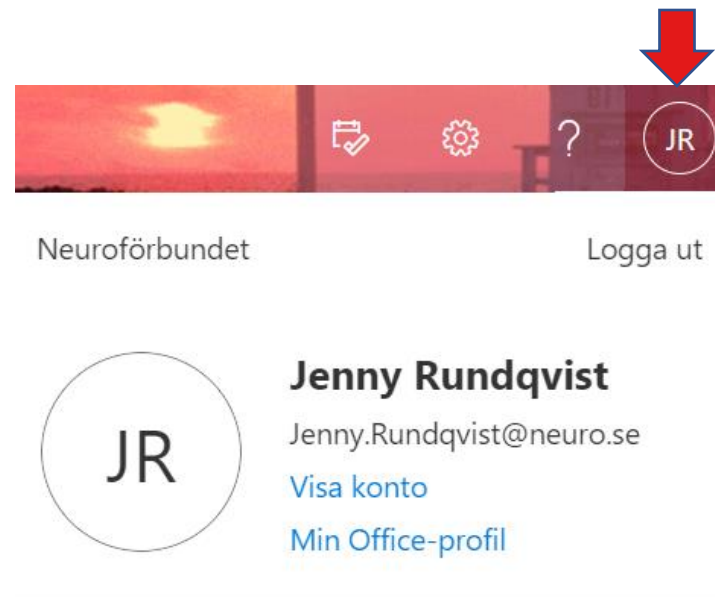 ? JR
Neuroförbundet Logga ut
JR
Jenny Rundqvist
Jenny.Rundqvist@neuro.se
Visa konto
Min Office-profil